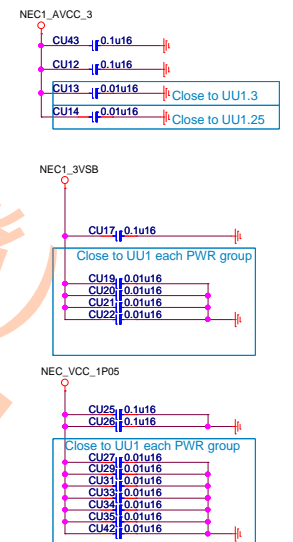 NEC1_AVCC_3
CU43 0.1u16
CU12 0.1u16
CU13 0.01u16 Close to UU1.3
CU14 0.01u16 Close to UU1.25
NEC1_3VSB
CU17 0.1u16
Close to UU1 each PWR group
CU19 0.01u16
CU20 0.01u16
CU21 0.01u16
CU22 0.01u16
NEC_VCC_1P05
CU25 0.1u16
CU26 0.1u16
Close to UU1 each PWR group
CU27 0.01u16
CU29 0.01u16
CU31 0.01u16
CU33 0.01u16
CU34 0.01u16
CU35 0.01u16
CU42 0.01u16